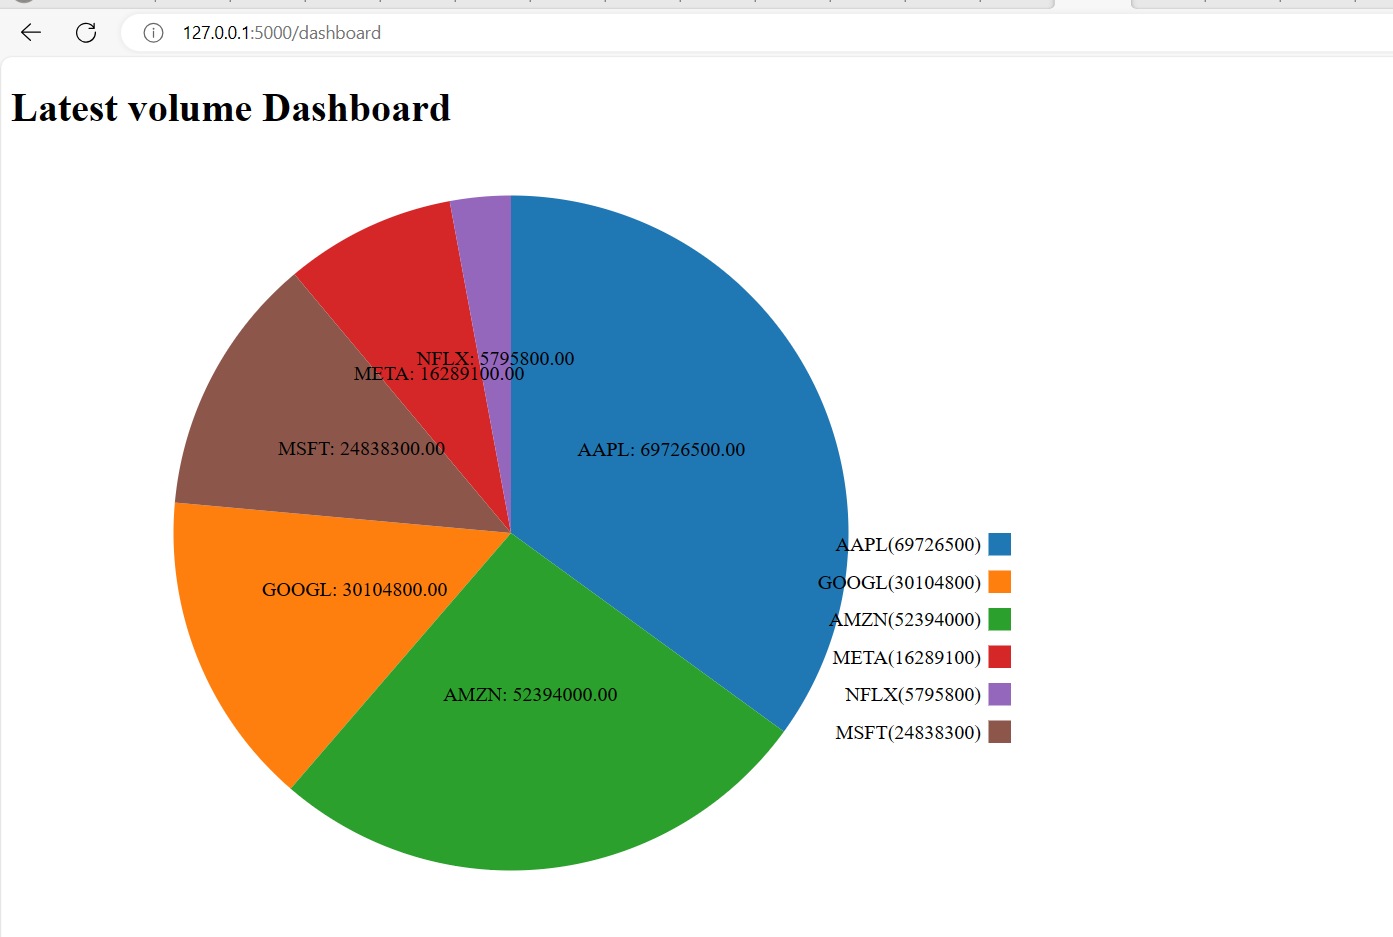 127.0.0.1:5000/dashboard
Latest volume Dashboard
NFLX: 5795800.00
META: 16289100.00
MSFT: 24838300.00
AAPL: 69726500.00
GOOGL: 30104800.00
AMZN: 52394000.00
AAPL(69726500)
GOOGL(30104800)
AMZN(52394000)
META(16289100)
NFLX(5795800)
MSFT(24838300)